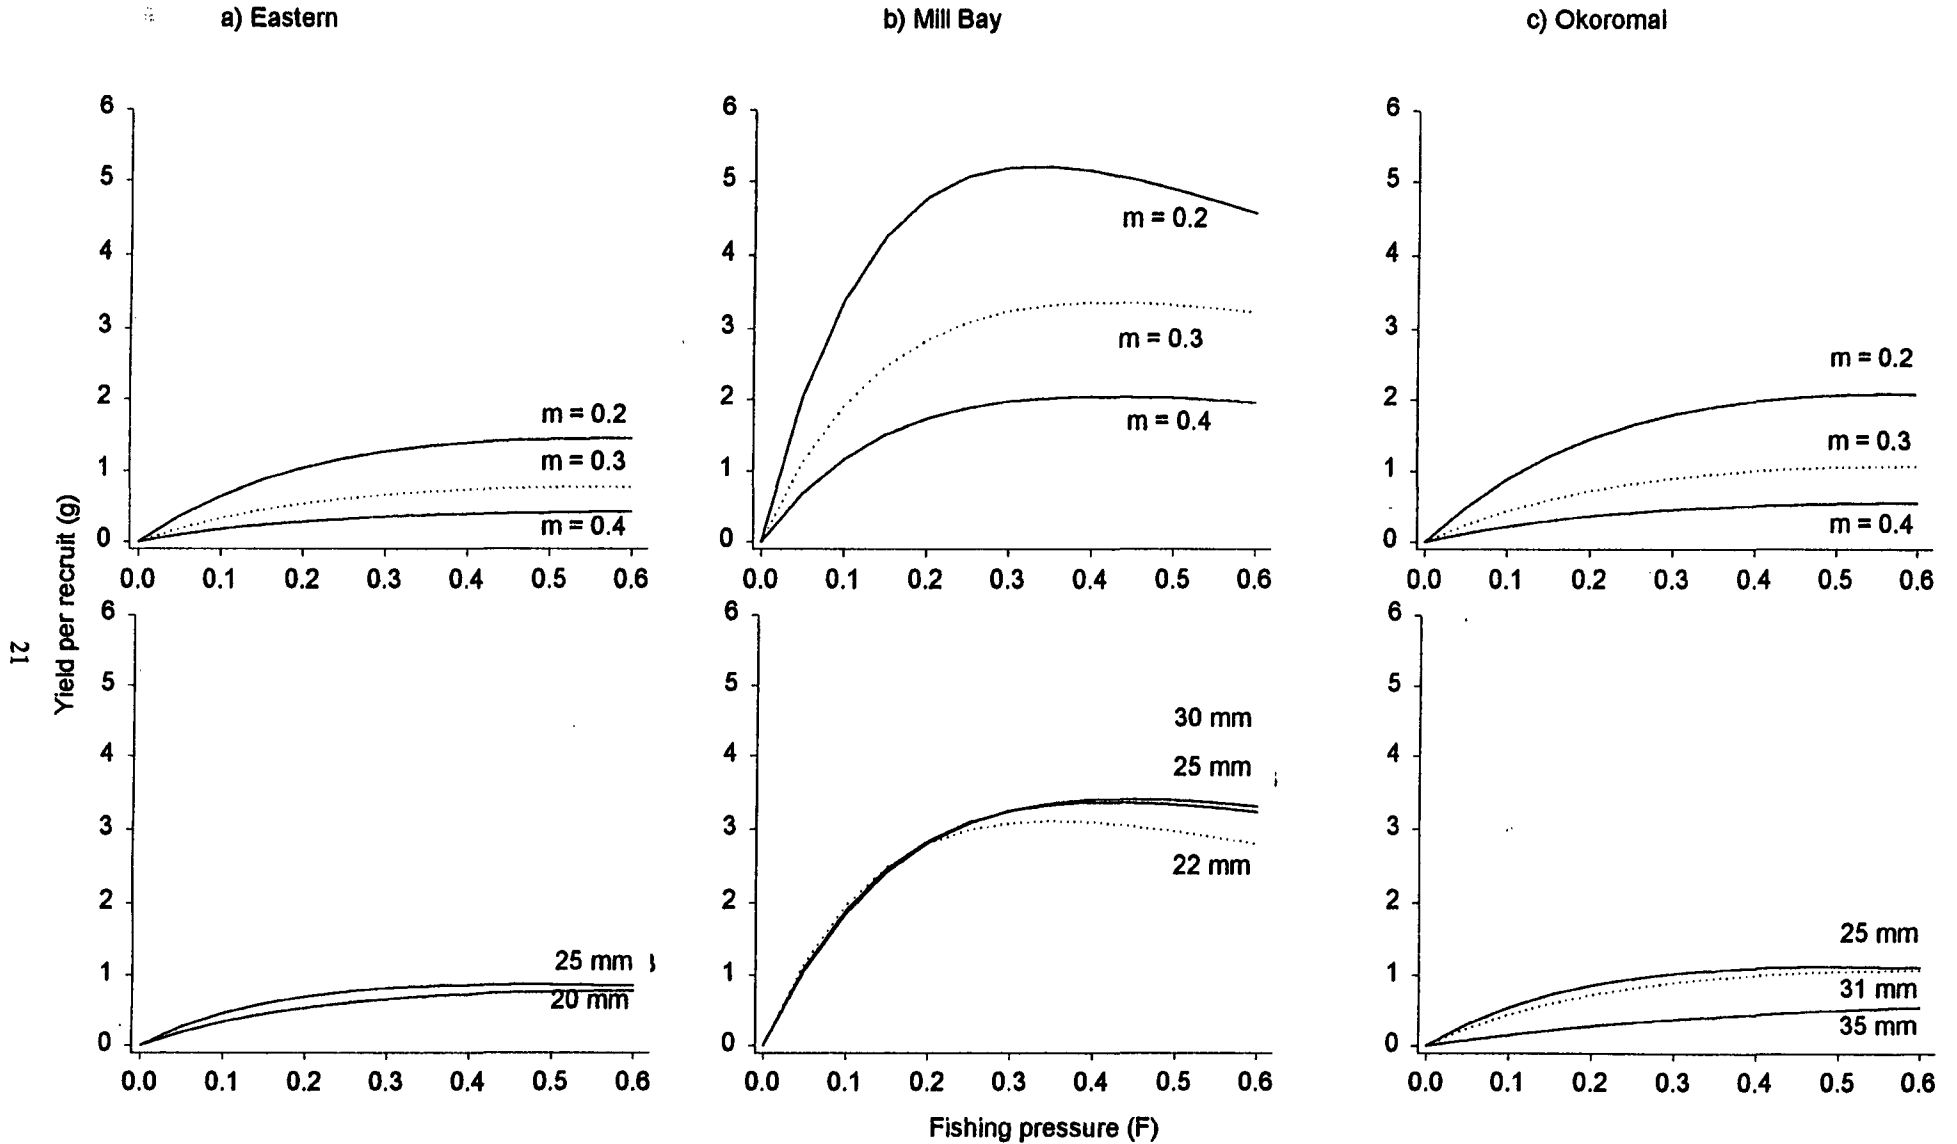 a) Eastern
b) Mill Bay
c) Okoromal
6
5
4
3
2
1
0
m = 0.2
m = 0.3
m = 0.4
0.0 0.1 0.2 0.3 0.4 0.5 0.6
6
5
4
3
2
1
0
m = 0.2
m = 0.3
m = 0.4
0.0 0.1 0.2 0.3 0.4 0.5 0.6
6
5
4
3
2
1
0
m = 0.2
m = 0.3
m = 0.4
0.0 0.1 0.2 0.3 0.4 0.5 0.6
Yield per recruit (g)
21
6
5
4
3
2
1
0
25 mm
20 mm
0.0 0.1 0.2 0.3 0.4 0.5 0.6
6
5
4
3
2
1
0
30 mm
25 mm
22 mm
0.0 0.1 0.2 0.3 0.4 0.5 0.6
6
5
4
3
2
1
0
25 mm
31 mm
35 mm
0.0 0.1 0.2 0.3 0.4 0.5 0.6
Fishing pressure (F)